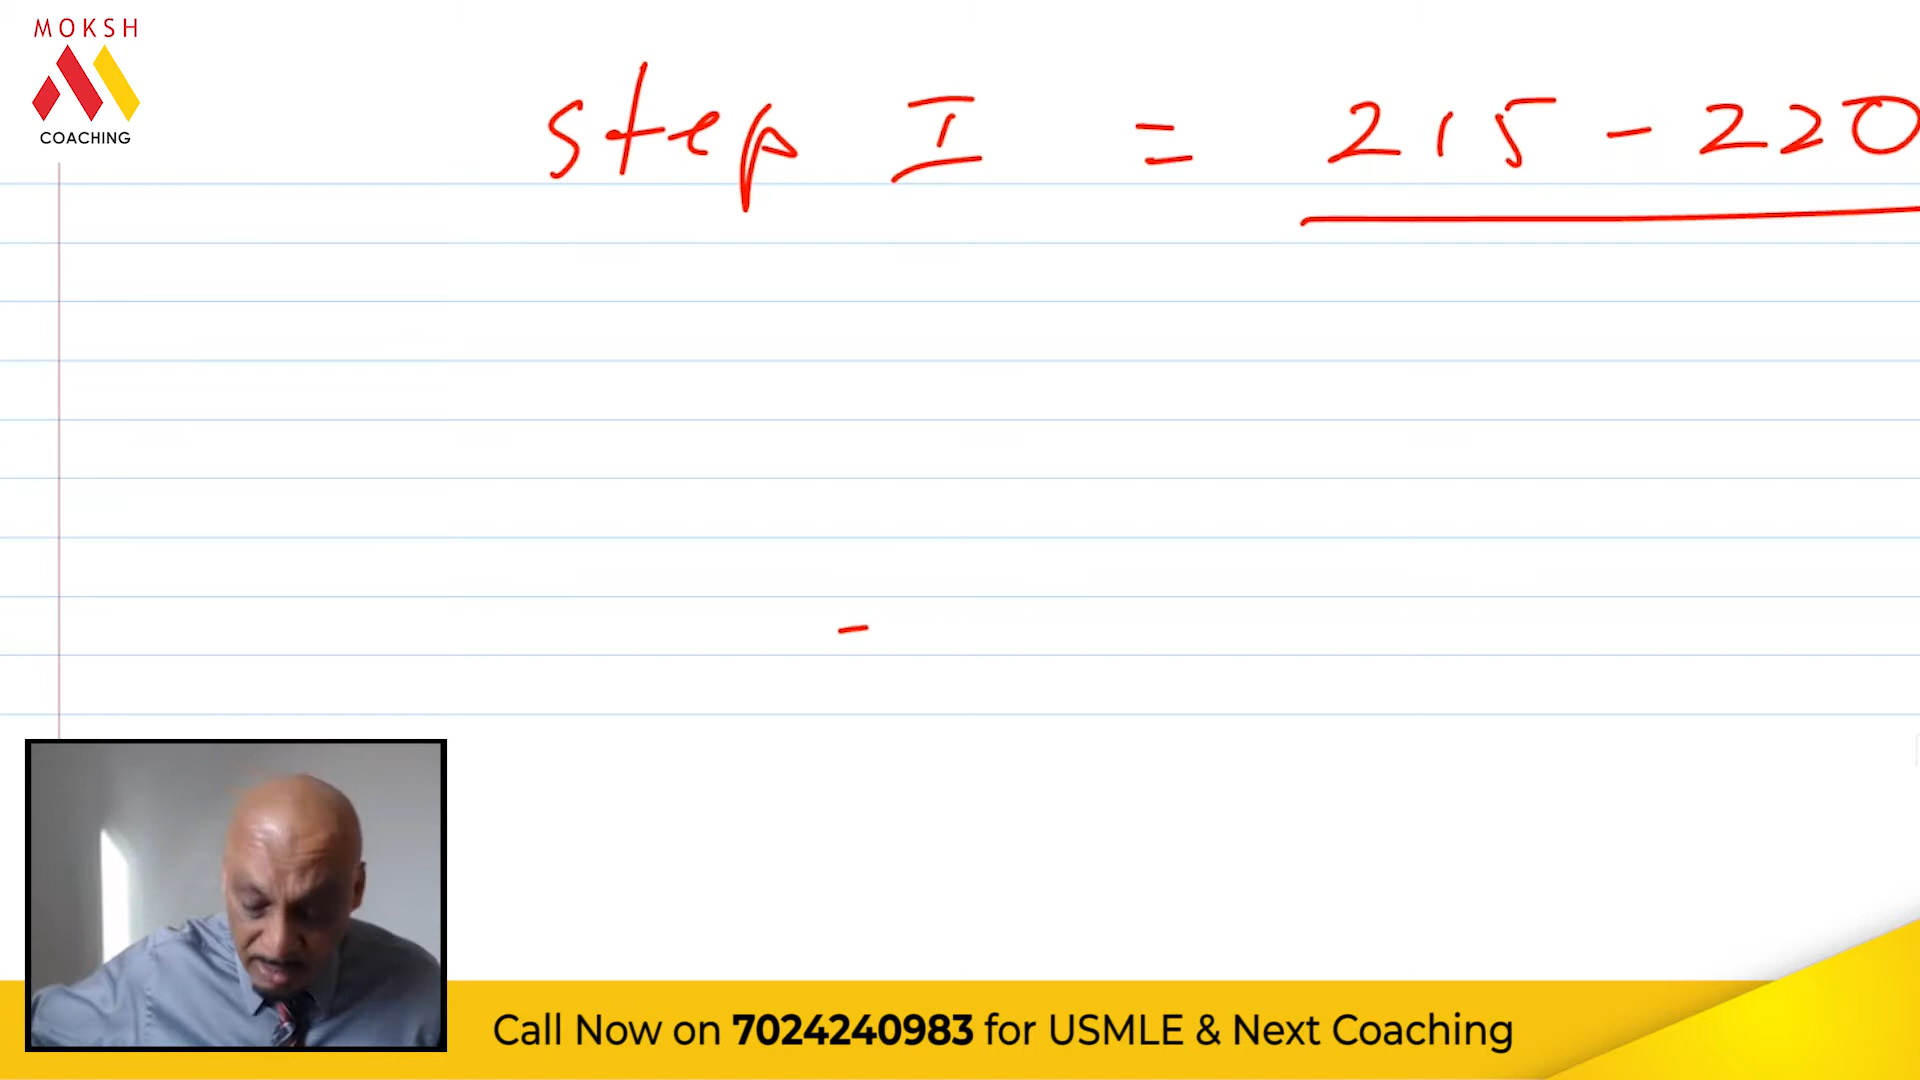 MOKSH
COACHING
step I = 215 - 220
-
Call Now on 7024240983 for USMLE & Next Coaching